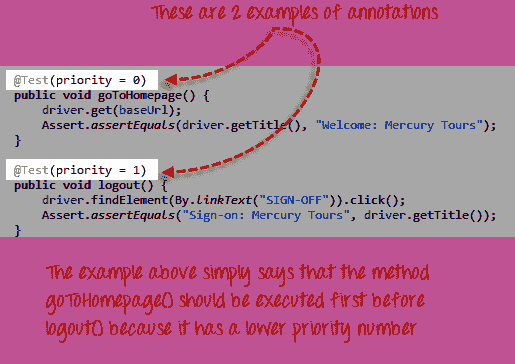 These are 2 examples of annotations
@Test(priority = 0)
public void goToHomepage() {
driver.get(baseUrl);
Assert.assertEquals(driver.getTitle(), "Welcome: Mercury Tours");
}
@Test(priority = 1)
public void logout() {
driver.findElement(By.linkText("SIGN-OFF")).click();
Assert.assertEquals("Sign-on: Mercury Tours", driver.getTitle());
}
The example above simply says that the method
goToHomepage() should be executed first before
logout() because it has a lower priority number